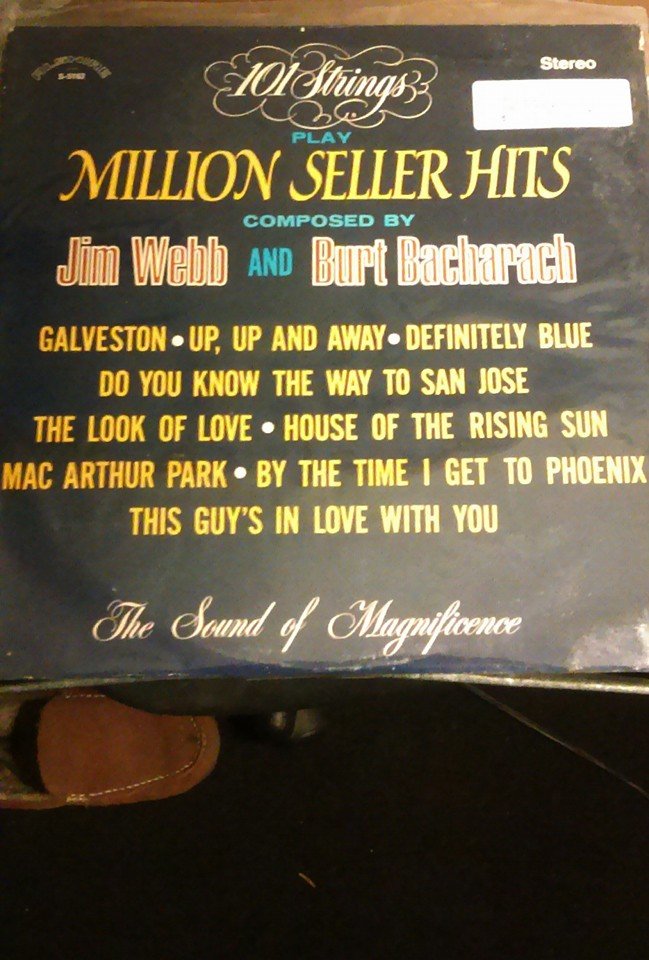 S-5162
101 Strings
Stereo
PLAY
MILLION SELLER HITS
COMPOSED BY
Jim Webb AND Burt Bacharach
GALVESTON • UP, UP AND AWAY • DEFINITELY BLUE
DO YOU KNOW THE WAY TO SAN JOSE
THE LOOK OF LOVE • HOUSE OF THE RISING SUN
MAC ARTHUR PARK • BY THE TIME I GET TO PHOENIX
THIS GUY'S IN LOVE WITH YOU
The Sound of Magnificence